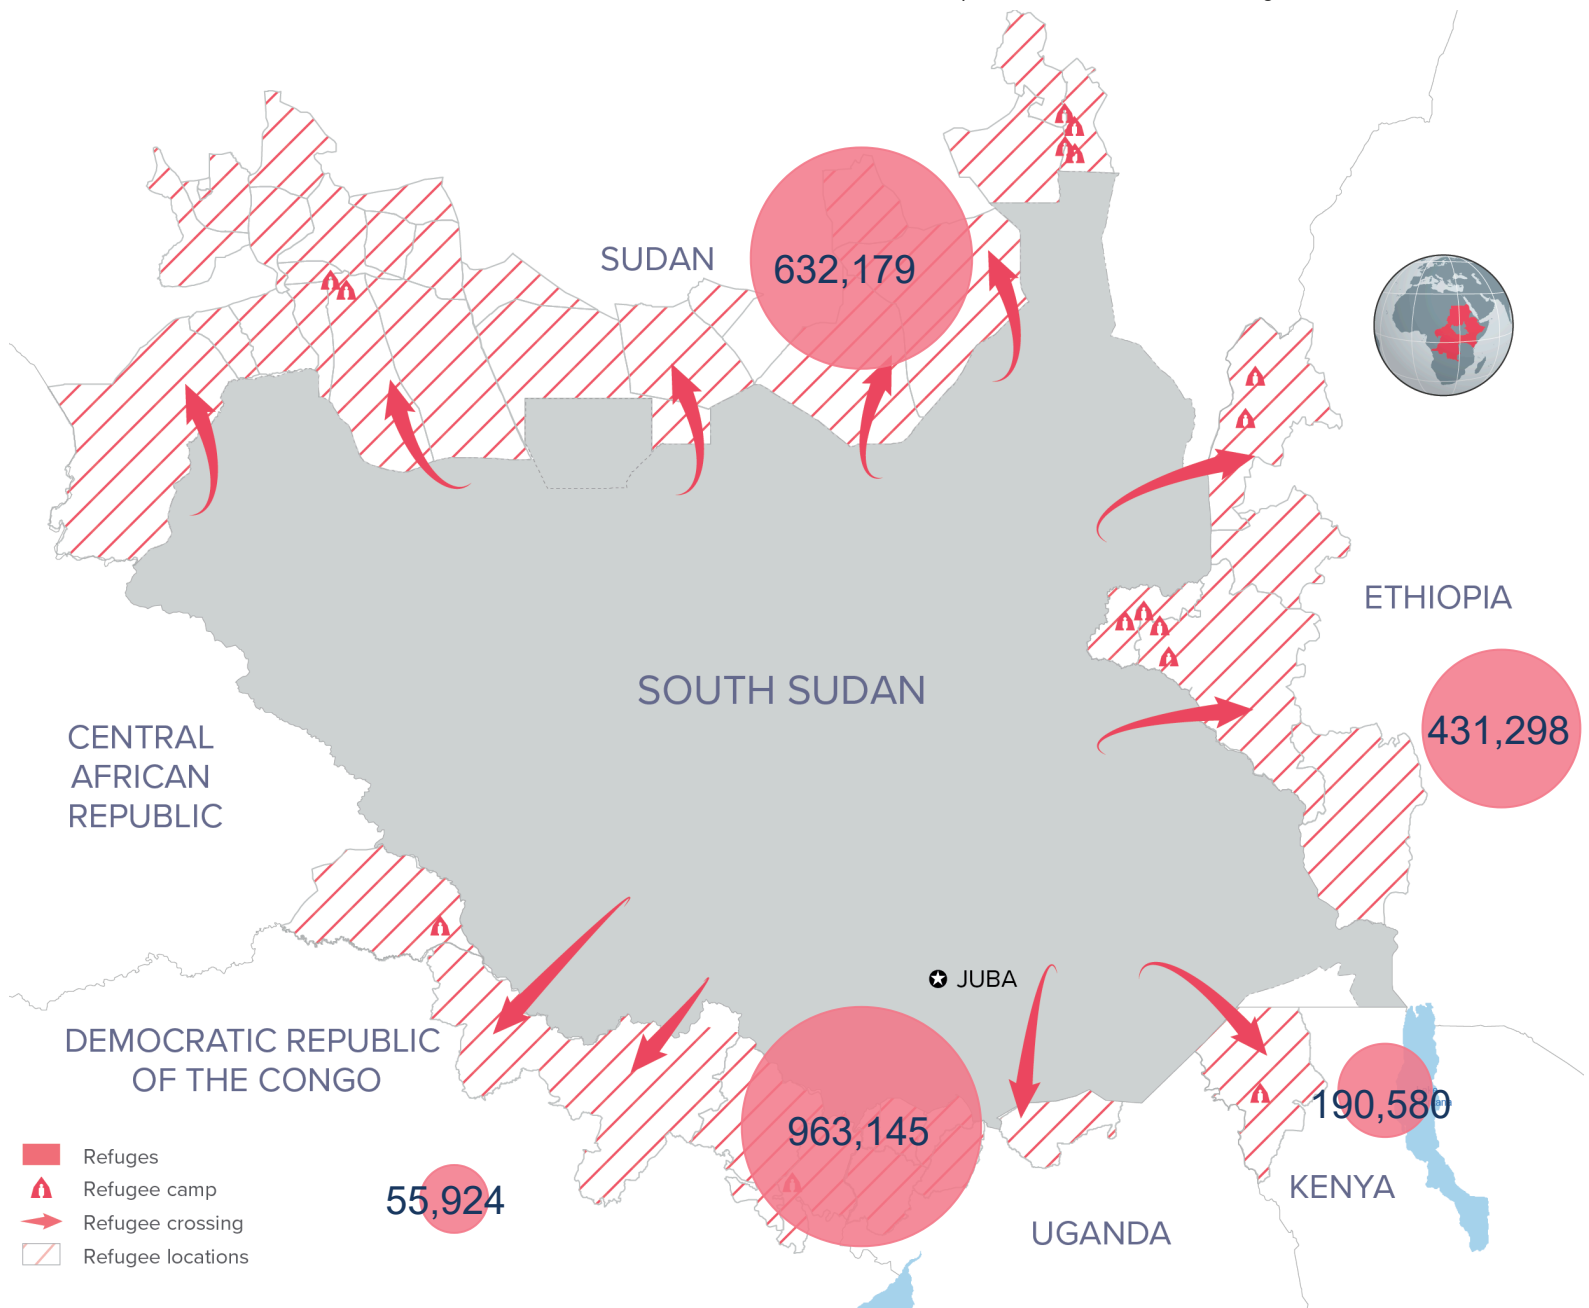 SUDAN
632,179
ETHIOPIA
SOUTH SUDAN
431,298
CENTRAL
AFRICAN
REPUBLIC
JUBA
DEMOCRATIC REPUBLIC
OF THE CONGO
963,145
190,580
55,924
KENYA
UGANDA
Refuges
Refugee camp
Refugee crossing
Refugee locations